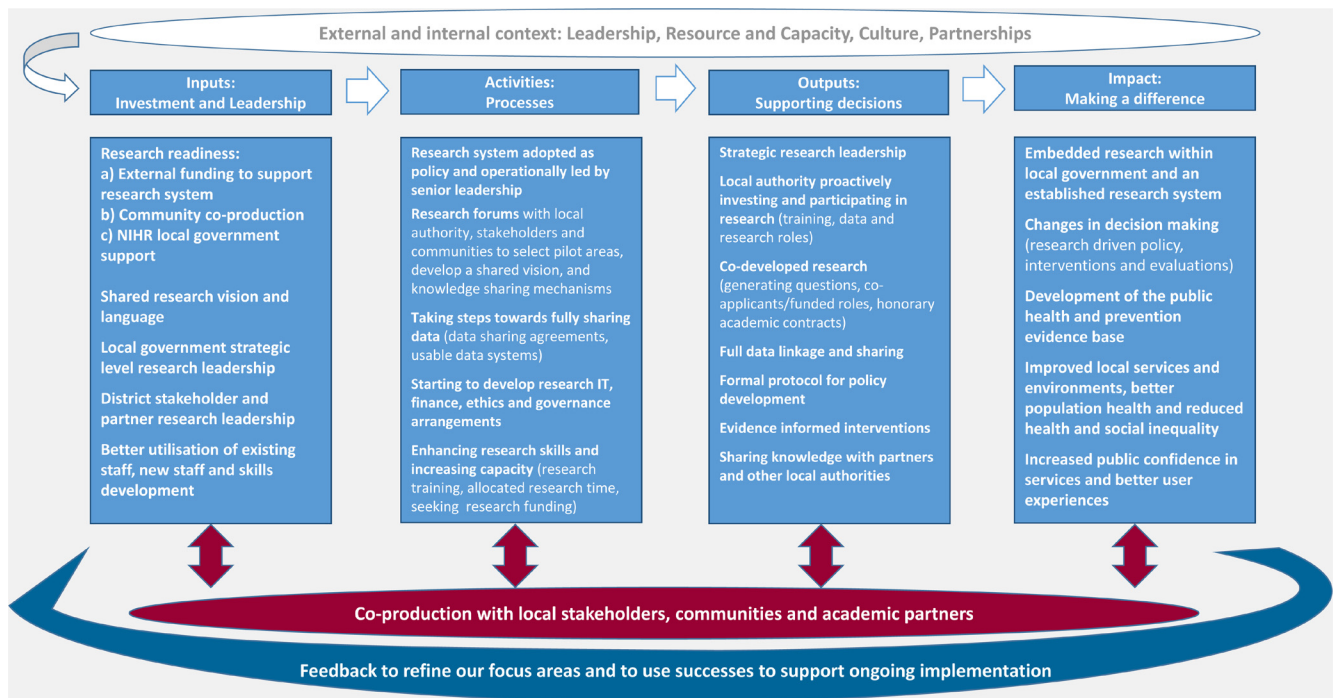 External and internal context: Leadership, Resource and Capacity, Culture, Partnerships
Inputs:
Investment and Leadership
Activities:
Processes
Outputs:
Supporting decisions
Impact:
Making a difference
Research readiness:
a) External funding to support
research system
b) Community co-production
c) NIHR local government
support
Shared research vision and
language
Local government strategic
level research leadership
District stakeholder and
partner research leadership
Better utilisation of existing
staff, new staff and skills
development
Research system adopted as
policy and operationally led by
senior leadership
Research forums with local
authority, stakeholders and
communities to select pilot areas,
develop a shared vision, and
knowledge sharing mechanisms
Taking steps towards fully sharing
data (data sharing agreements,
usable data systems)
Starting to develop research IT,
finance, ethics and governance
arrangements
Enhancing research skills and
increasing capacity (research
training, allocated research time,
seeking research funding)
Strategic research leadership
Local authority proactively
investing and participating in
research (training, data and
research roles)
Co-developed research
(generating questions, co-
applicants/funded roles, honorary
academic contracts)
Full data linkage and sharing
Formal protocol for policy
development
Evidence informed interventions
Sharing knowledge with partners
and other local authorities
Embedded research within
local government and an
established research system
Changes in decision making
(research driven policy,
interventions and evaluations)
Development of the public
health and prevention
evidence base
Improved local services and
environments, better
population health and reduced
health and social inequality
Increased public confidence in
services and better user
experiences
Co-production with local stakeholders, communities and academic partners
Feedback to refine our focus areas and to use successes to support ongoing implementation